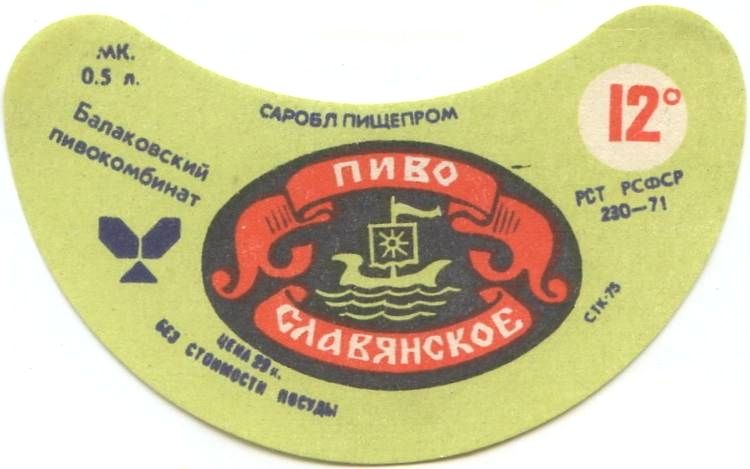 МК.
0.5 л.
Балаковский
пивокомбинат
САРОБЛ ПИЩЕПРОМ
12°
РСТ РСФСР
230—71
ПИВО
СЛАВЯНСКОЕ
СТК-75
ЦЕНА 29 к.
БЕЗ СТОИМОСТИ ПОСУДЫ